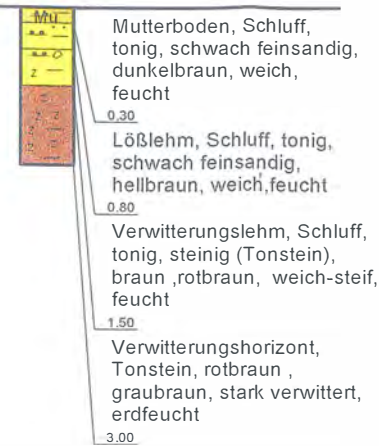 Mu
Mutterboden, Schluff,
tonig, schwach feinsandig,
dunkelbraun, weich,
feucht
0,30
Lößlehm, Schluff, tonig,
schwach feinsandig,
hellbraun, weich,feucht
0.80
Verwitterungslehm, Schluff,
tonig, steinig (Tonstein),
braun ,rotbraun, weich-steif,
feucht
1.50
Verwitterungshorizont,
Tonstein, rotbraun ,
graubraun, stark verwittert,
erdfeucht
3.00
z
z
z